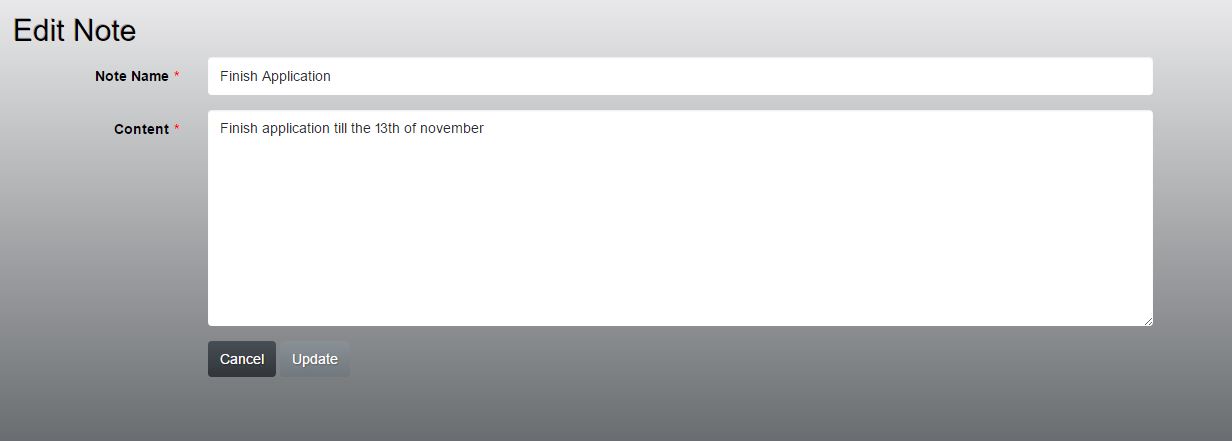 Edit Note
Note Name *
Finish Application
Content *
Finish application till the 13th of november
Cancel
Update